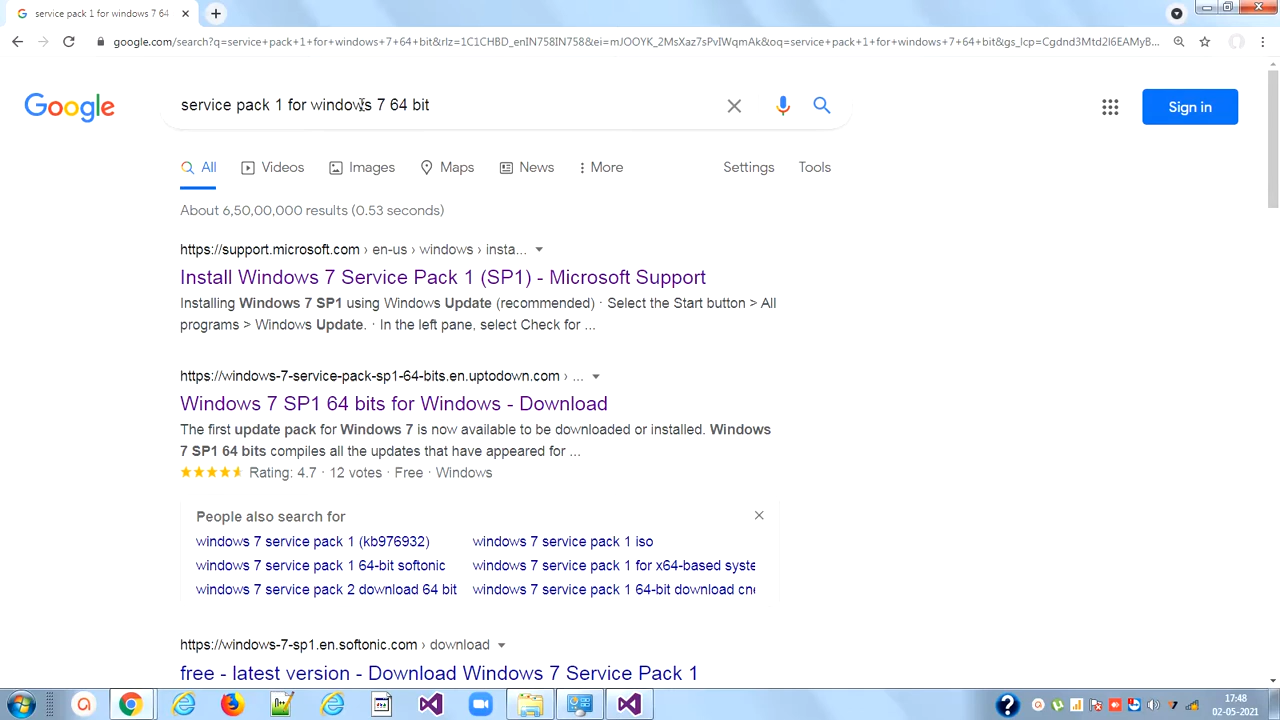 service pack 1 for windows 7 64
google.com/search?q=service+pack+1+for+windows+7+64+bit&rlz=1C1CHBD_enIN758IN758&ei=mJOOYK_2MsXaz7sPvIWqmAk&oq=service+pack+1+for+windows+7+64+bit&gs_lcp=Cgdnd3Mtd2l6EAMyB...
Google
service pack 1 for windows 7 64 bit
Sign in
All Videos Images Maps News More Settings Tools
About 6,50,00,000 results (0.53 seconds)
https://support.microsoft.com › en-us › windows › insta...
Install Windows 7 Service Pack 1 (SP1) - Microsoft Support
Installing Windows 7 SP1 using Windows Update (recommended) · Select the Start button > All
programs > Windows Update. · In the left pane, select Check for ...
https://windows-7-service-pack-sp1-64-bits.en.uptodown.com › ...
Windows 7 SP1 64 bits for Windows - Download
The first update pack for Windows 7 is now available to be downloaded or installed. Windows
7 SP1 64 bits compiles all the updates that have appeared for ...
Rating: 4.7 · 12 votes · Free · Windows
People also search for
windows 7 service pack 1 (kb976932) windows 7 service pack 1 iso
windows 7 service pack 1 64-bit softonic windows 7 service pack 1 for x64-based syste
windows 7 service pack 2 download 64 bit windows 7 service pack 1 64-bit download cne
https://windows-7-sp1.en.softonic.com › download
free - latest version - Download Windows 7 Service Pack 1
17:48
02-05-2021